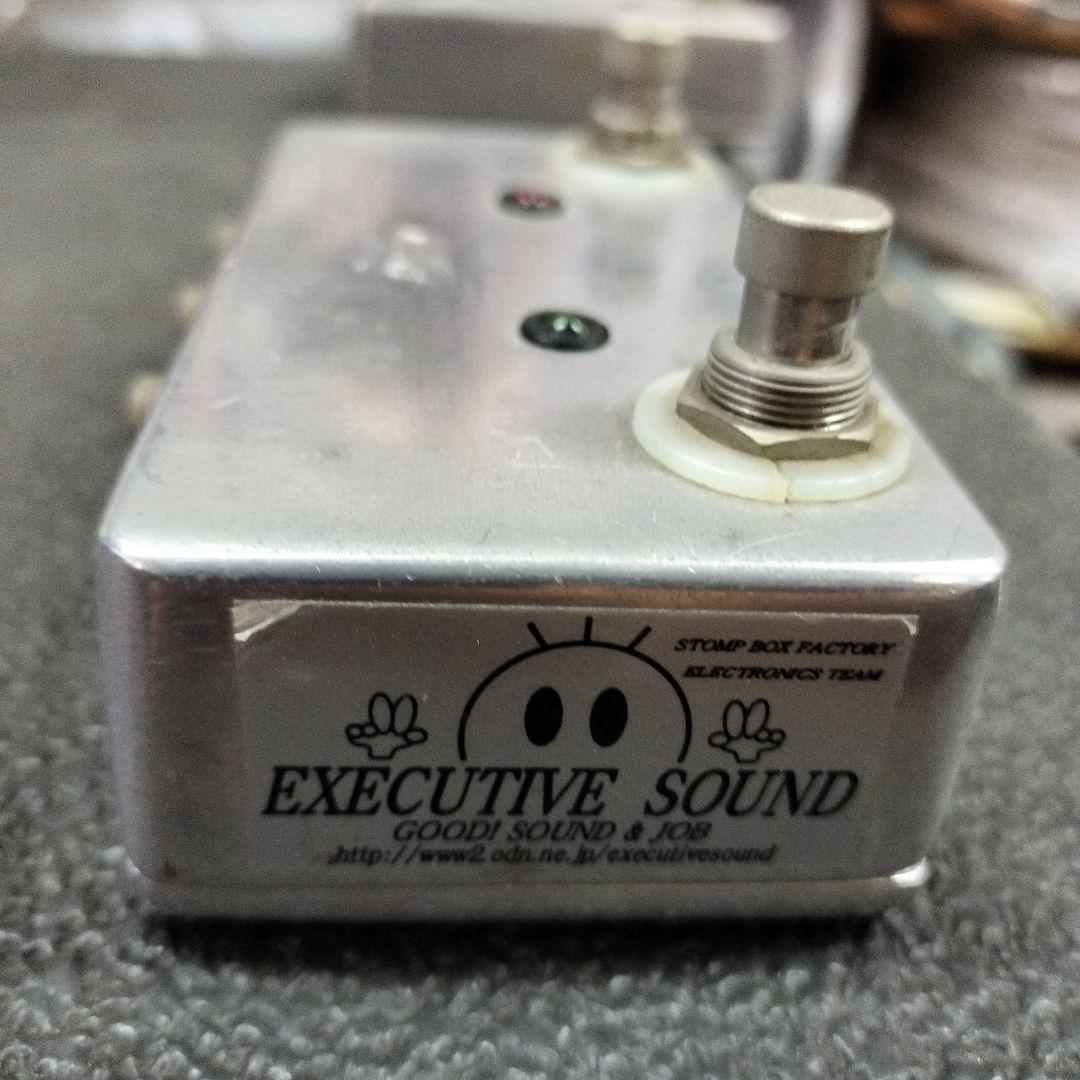 STOMP BOX FACTORY
ELECTRONICS TEAM
EXECUTIVE SOUND
GOOD! SOUND & JOB
http://www2.odn.ne.jp/executivesound